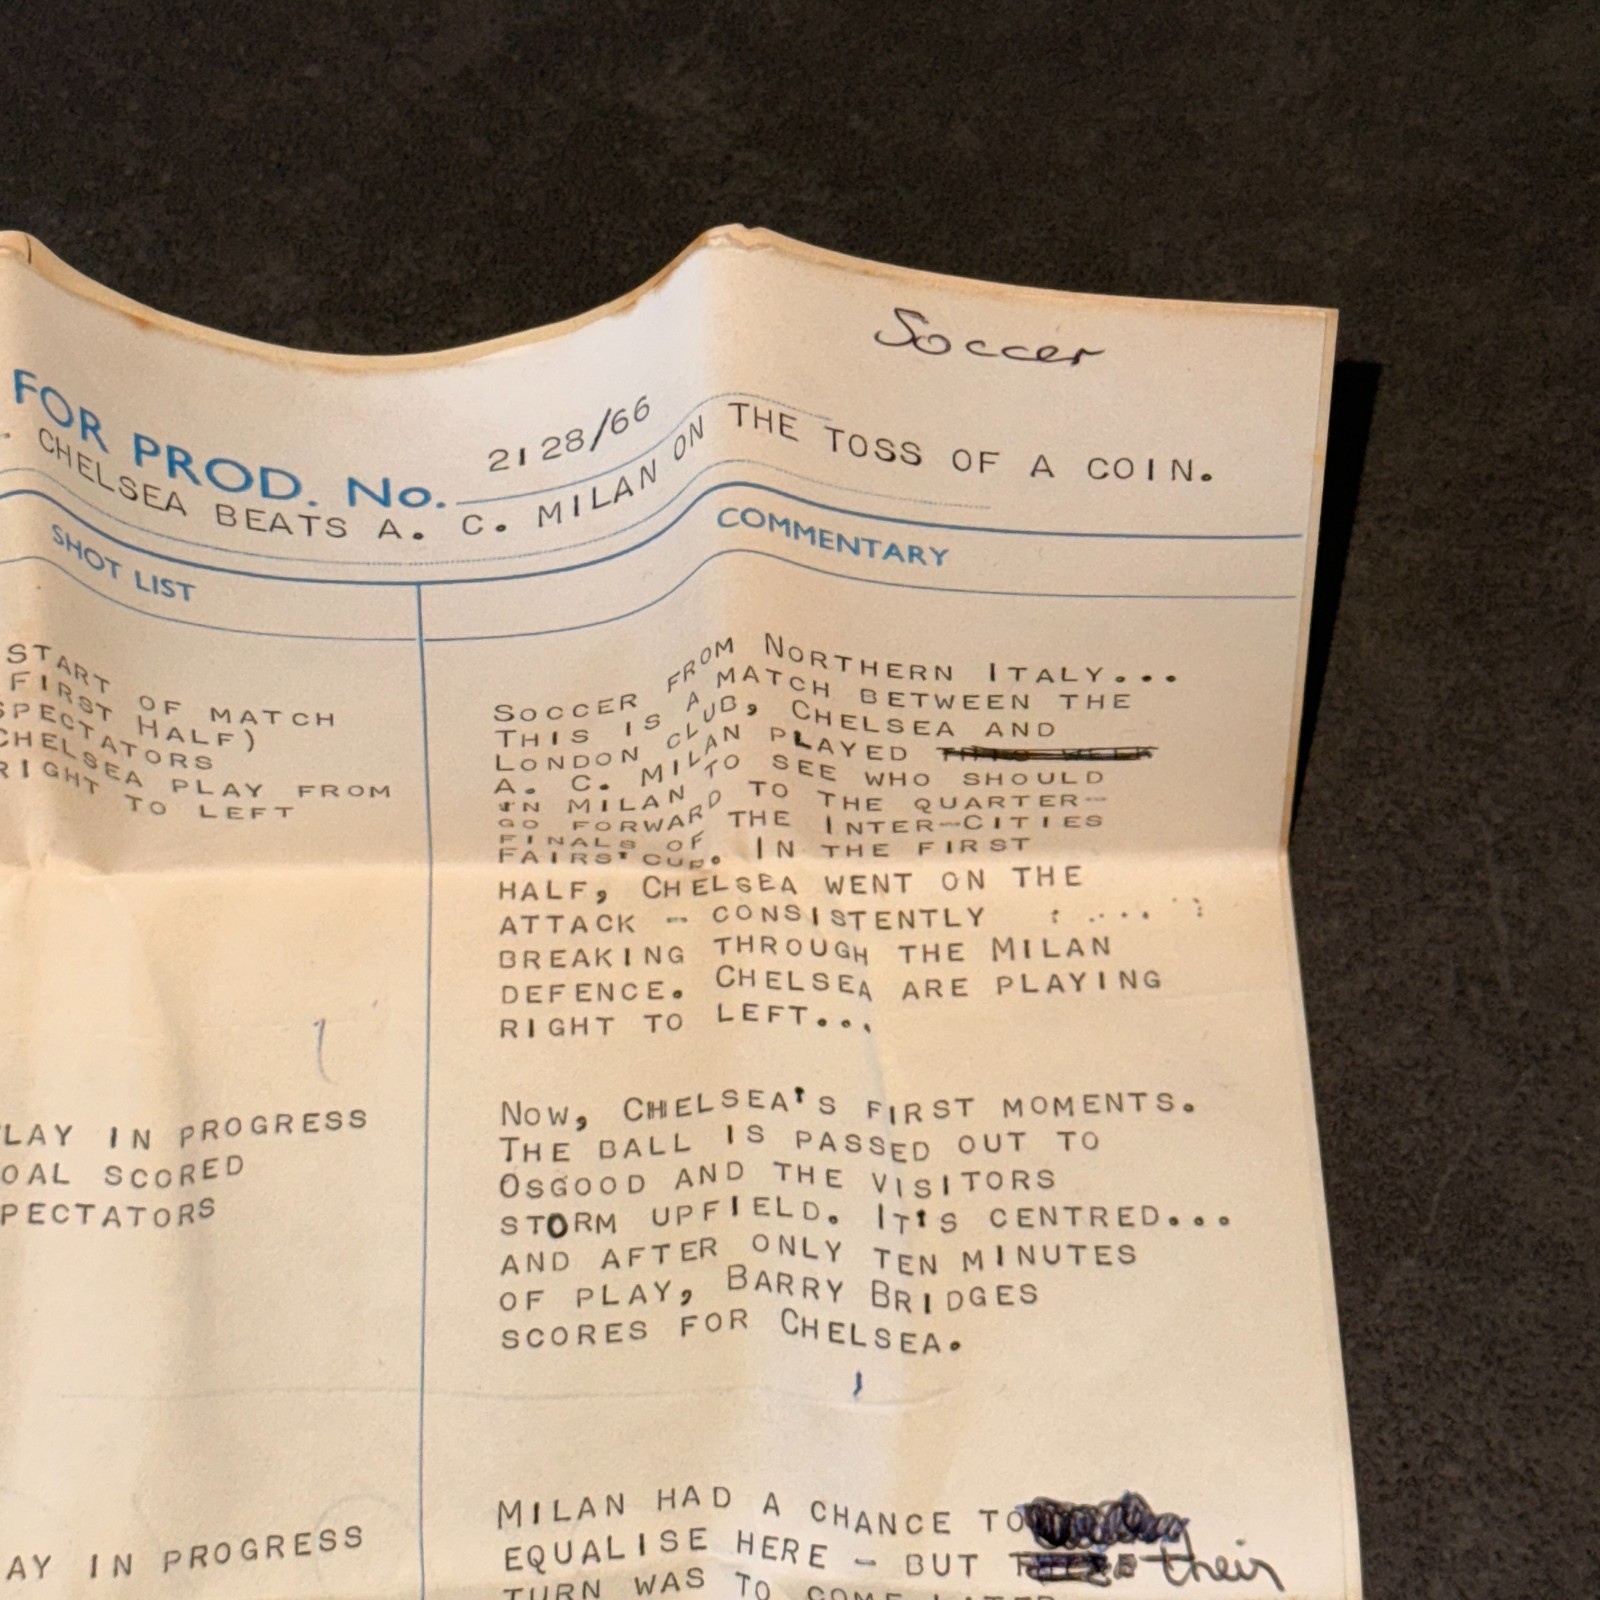 Soccer
FOR PROD. No. 2128/66
CHELSEA BEATS A. C. MILAN ON THE TOSS OF A COIN.
SHOT LIST
COMMENTARY
START OF MATCH
FIRST HALF)
SPECTATORS
CHELSEA PLAY FROM
RIGHT TO LEFT
SOCCER FROM NORTHERN ITALY...
THIS IS A MATCH BETWEEN THE
LONDON CLUB, CHELSEA AND
A. C. MILAN PLAYED THIS WEEK
IN MILAN TO SEE WHO SHOULD
GO FORWARD TO THE QUARTER-
FINALS OF THE INTER-CITIES
FAIRS' CUP. IN THE FIRST
HALF, CHELSEA WENT ON THE
ATTACK - CONSISTENTLY
BREAKING THROUGH THE MILAN
DEFENCE. CHELSEA ARE PLAYING
RIGHT TO LEFT...
LAY IN PROGRESS
OAL SCORED
PECTATORS
NOW, CHELSEA'S FIRST MOMENTS.
THE BALL IS PASSED OUT TO
OSGOOD AND THE VISITORS
STORM UPFIELD. IT'S CENTRED...
AND AFTER ONLY TEN MINUTES
OF PLAY, BARRY BRIDGES
SCORES FOR CHELSEA.
AY IN PROGRESS
MILAN HAD A CHANCE TO
EQUALISE HERE - BUT their
TURN WAS TO COME LATER